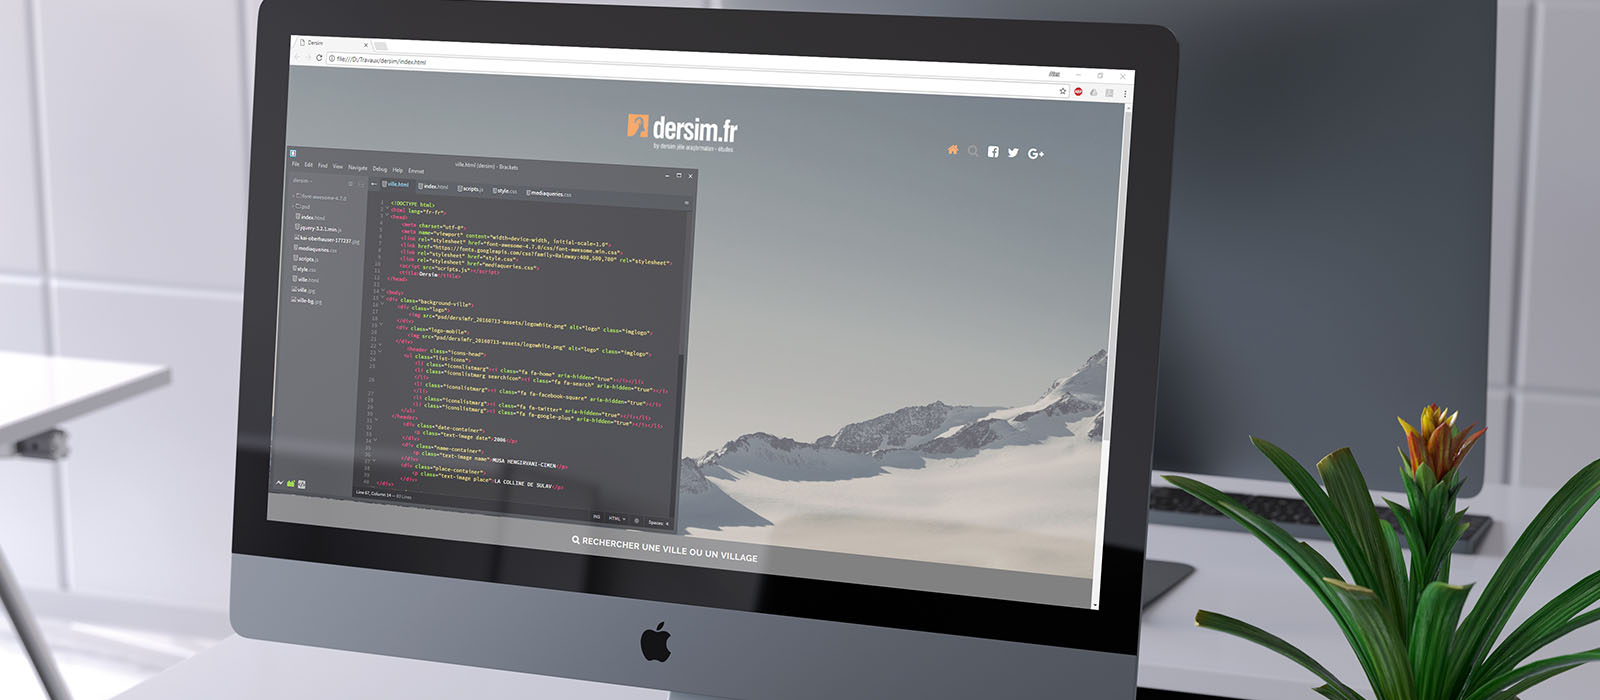 Dersim
file:///D:/Travaux/dersim/index.html
dersim.fr
by dersim jêle araştırmaları - études
ville.html (dersim) - Brackets
File Edit Find View Navigate Debug Help Emmet
dersim
ville.html index.html scripts.js style.css mediaqueries.css
font-awesome-4.7.0
psd
index.html
jquery-3.2.1.min.js
kai-oberhauser-177237.jpg
mediaqueries.css
scripts.js
style.css
ville.html
ville.jpg
ville-bg.jpg
<!DOCTYPE html>
<html lang="fr-fr">
<head>
<meta charset="utf-8">
<meta name="viewport" content="width=device-width, initial-scale=1.0">
<link rel="stylesheet" href="font-awesome-4.7.0/css/font-awesome.min.css">
<link href="https://fonts.googleapis.com/css?family=Raleway:400,500,700" rel="stylesheet">
<link rel="stylesheet" href="style.css">
<link rel="stylesheet" href="mediaqueries.css">
<script src="scripts.js"></script>
<title>Dersim</title>
</head>
<body>
<div class="background-ville">
<div class="logo">
<img src="psd/dersimfr_20160713-assets/logowhite.png" alt="logo" class="imglogo">
</div>
<div class="logo-mobile">
<img src="psd/dersimfr_20160713-assets/logowhite.png" alt="logo" class="imglogo">
</div>
<header class="icons-head">
<ul class="list-icons">
<li class="iconslistmarg"><i class="fa fa-home" aria-hidden="true"></i></li>
<li class="iconslistmarg searchicon"><i class="fa fa-search" aria-hidden="true"></i>
</li>
<li class="iconslistmarg"><i class="fa fa-facebook-square" aria-hidden="true"></i>
</li>
<li class="iconslistmarg"><i class="fa fa-twitter" aria-hidden="true"></i></li>
<li class="iconslistmarg"><i class="fa fa-google-plus" aria-hidden="true"></i></li>
</ul>
</header>
<div class="date-container">
<p class="text-image date">2006</p>
</div>
<div class="name-container">
<p class="text-image name">MUSA HENGIRVANI-CIMEN</p>
</div>
<div class="place-container">
<p class="text-image place">LA COLLINE DE SULAV</p>
</div>
</div>
Line 67, Column 14 — 83 Lines
INS HTML Spaces: 4
RECHERCHER UNE VILLE OU UN VILLAGE